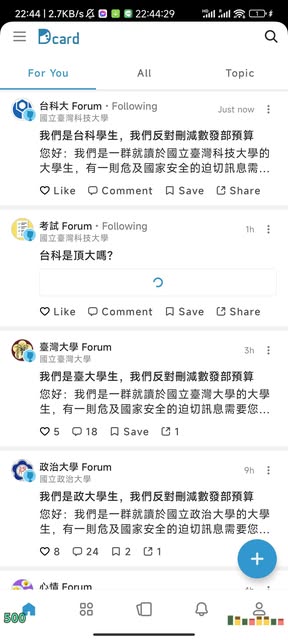 22:44 | 2.7KB/s 22:44:29
Dcard
For You All Topic
台科大 Forum・Following Just now
國立臺灣科技大學
我們是台科學生，我們反對刪減數發部預算
您好：我們是一群就讀於國立臺灣科技大學的
大學生，有一則危及國家安全的迫切訊息需…
Like Comment Save Share
考試 Forum・Following 1h
國立臺灣科技大學
台科是頂大嗎?
Like Comment Save Share
臺灣大學 Forum 3h
國立臺灣大學
我們是臺大學生，我們反對刪減數發部預算
您好：我們是一群就讀於國立臺灣大學的大學
生，有一則危及國家安全的迫切訊息需要您…
5 18 Save 1
政治大學 Forum 9h
國立政治大學
我們是政大學生，我們反對刪減數發部預算
您好：我們是一群就讀於國立政治大學的大學
生，有一則危及國家安全的迫切訊息需要您…
8 24 2 1
心情 Forum
500